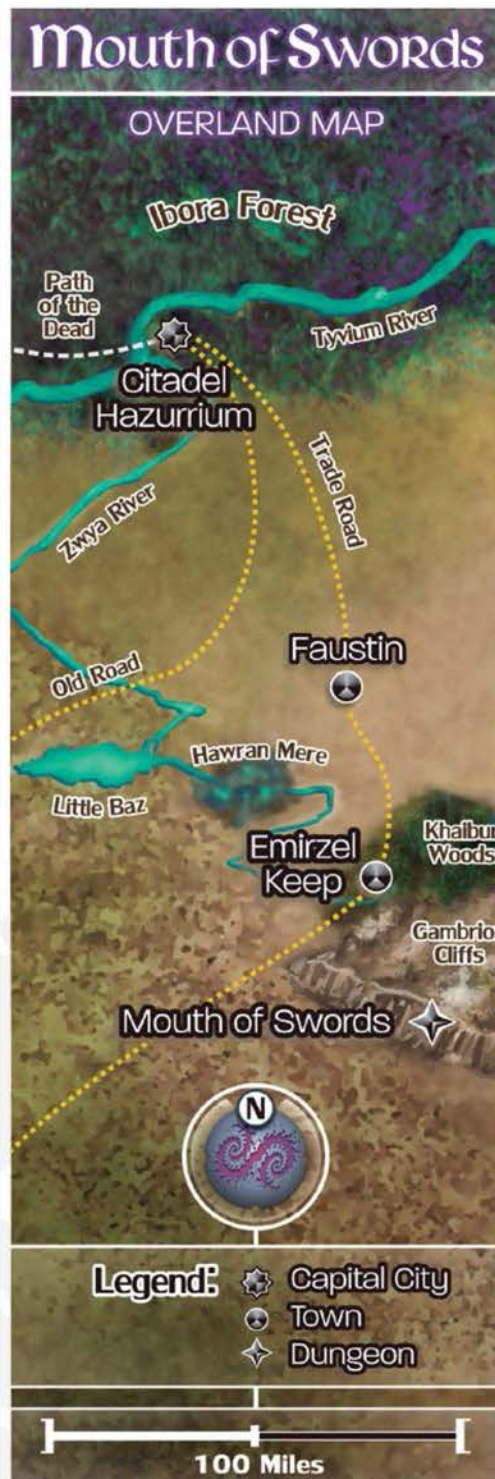 Mouth of Swords
OVERLAND MAP
Ibora Forest
Path
of the
Dead
Tyvium River
Citadel
Hazurrium
Trade Road
Zwya River
Faustin
Old Road
Hawran Mere
Little Baz
Khaibur
Woods
Emirzel
Keep
Gambrion
Cliffs
Mouth of Swords
N
Legend:
Capital City
Town
Dungeon
100 Miles